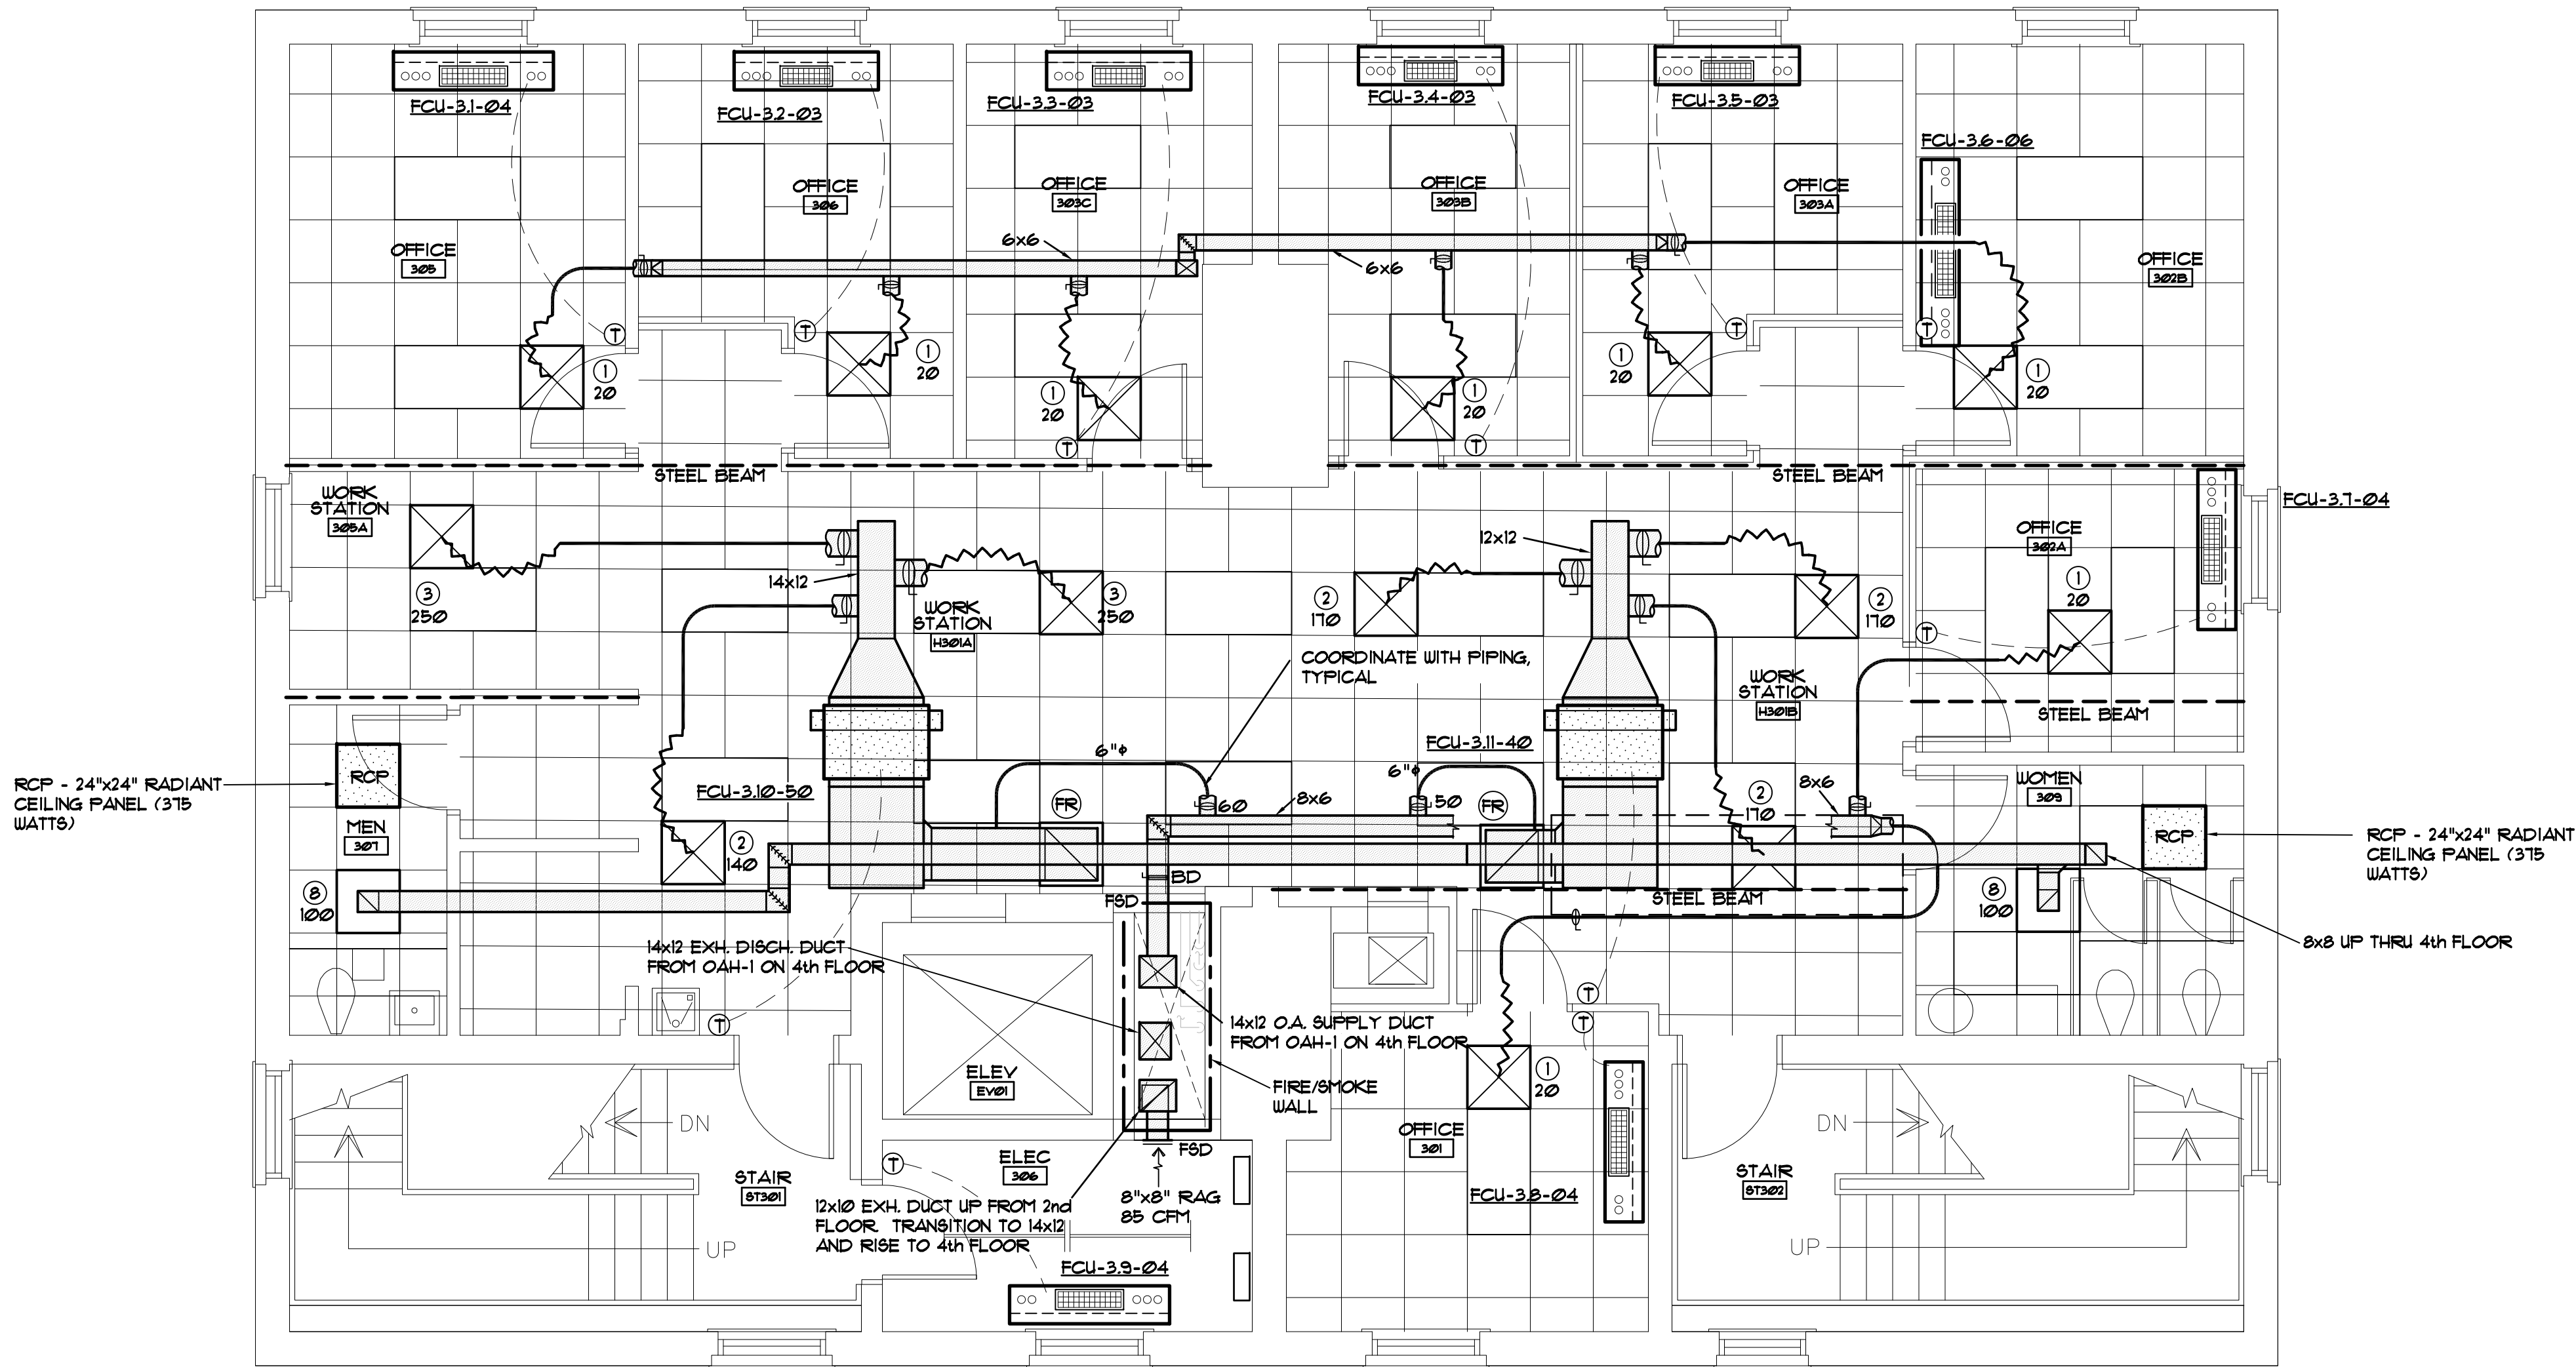 FCU-3.1-04
FCU-3.2-03
FCU-3.3-03
FCU-3.4-03
FCU-3.5-03
FCU-3.6-06
OFFICE
305
OFFICE
306
OFFICE
303C
OFFICE
303B
OFFICE
303A
OFFICE
302B
6x6
6x6
T
T
T
T
T
T
1
20
1
20
1
20
1
20
1
20
1
20
STEEL BEAM
STEEL BEAM
WORK
STATION
305A
3
250
14x12
WORK
STATION
H301A
3
250
12x12
2
170
2
170
OFFICE
302A
1
20
FCU-3.7-04
T
COORDINATE WITH PIPING,
TYPICAL
WORK
STATION
H301B
STEEL BEAM
RCP - 24"x24" RADIANT
CEILING PANEL (375
WATTS)
RCP
MEN
307
8
100
FCU-3.10-50
2
140
6"ϕ
FR
60
8x6
6"ϕ
50
FCU-3.11-40
FR
2
170
8x6
WOMEN
309
RCP
RCP - 24"x24" RADIANT
CEILING PANEL (375
WATTS)
8
100
8x8 UP THRU 4th FLOOR
BD
FSD
STEEL BEAM
14x12 EXH. DISCH. DUCT
FROM OAH-1 ON 4th FLOOR
14x12 O.A. SUPPLY DUCT
FROM OAH-1 ON 4th FLOOR
T
T
T
ELEV
EV01
FIRE/SMOKE
WALL
1
20
OFFICE
301
FCU-3.8-04
DN
UP
STAIR
ST301
T
ELEC
306
FSD
8"x8" RAG
85 CFM
12x10 EXH. DUCT UP FROM 2nd
FLOOR. TRANSITION TO 14x12
AND RISE TO 4th FLOOR
FCU-3.9-04
STAIR
ST302
DN
UP